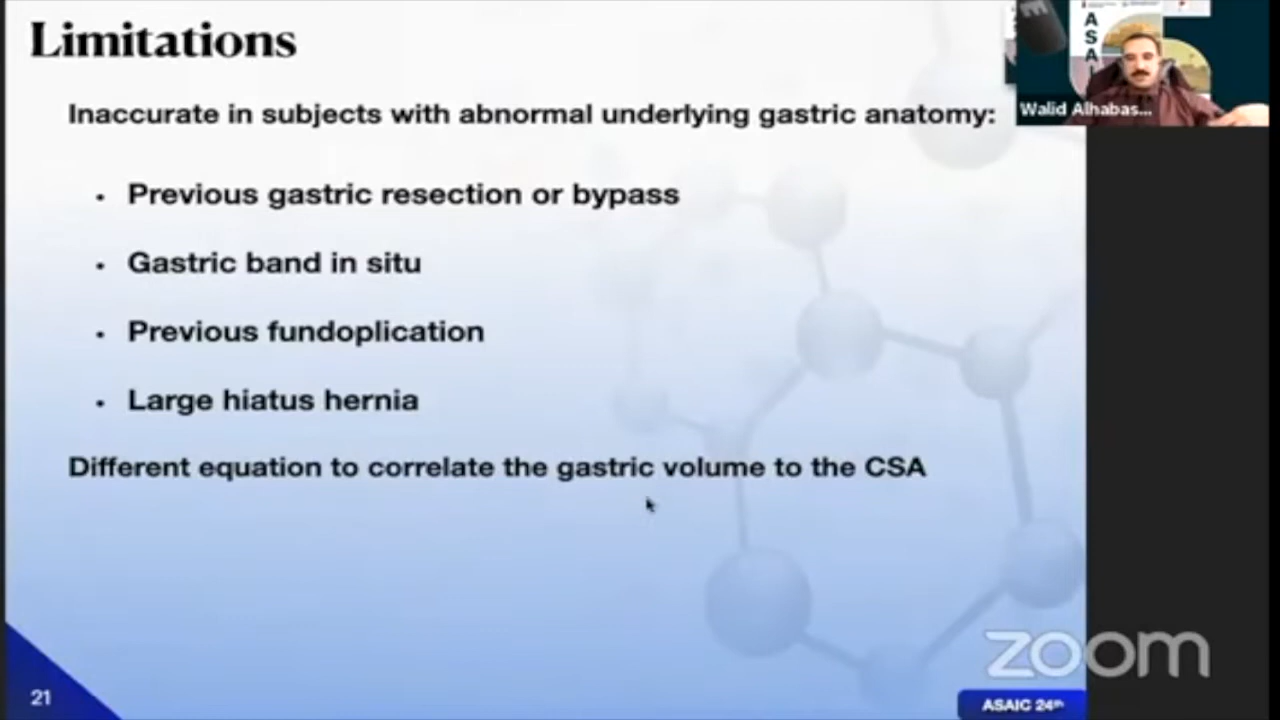 Limitations
Inaccurate in subjects with abnormal underlying gastric anatomy:
• Previous gastric resection or bypass
• Gastric band in situ
• Previous fundoplication
• Large hiatus hernia
Different equation to correlate the gastric volume to the CSA
21
ASAIC 24th
A
S
A
Walid Alhabas...
zoom